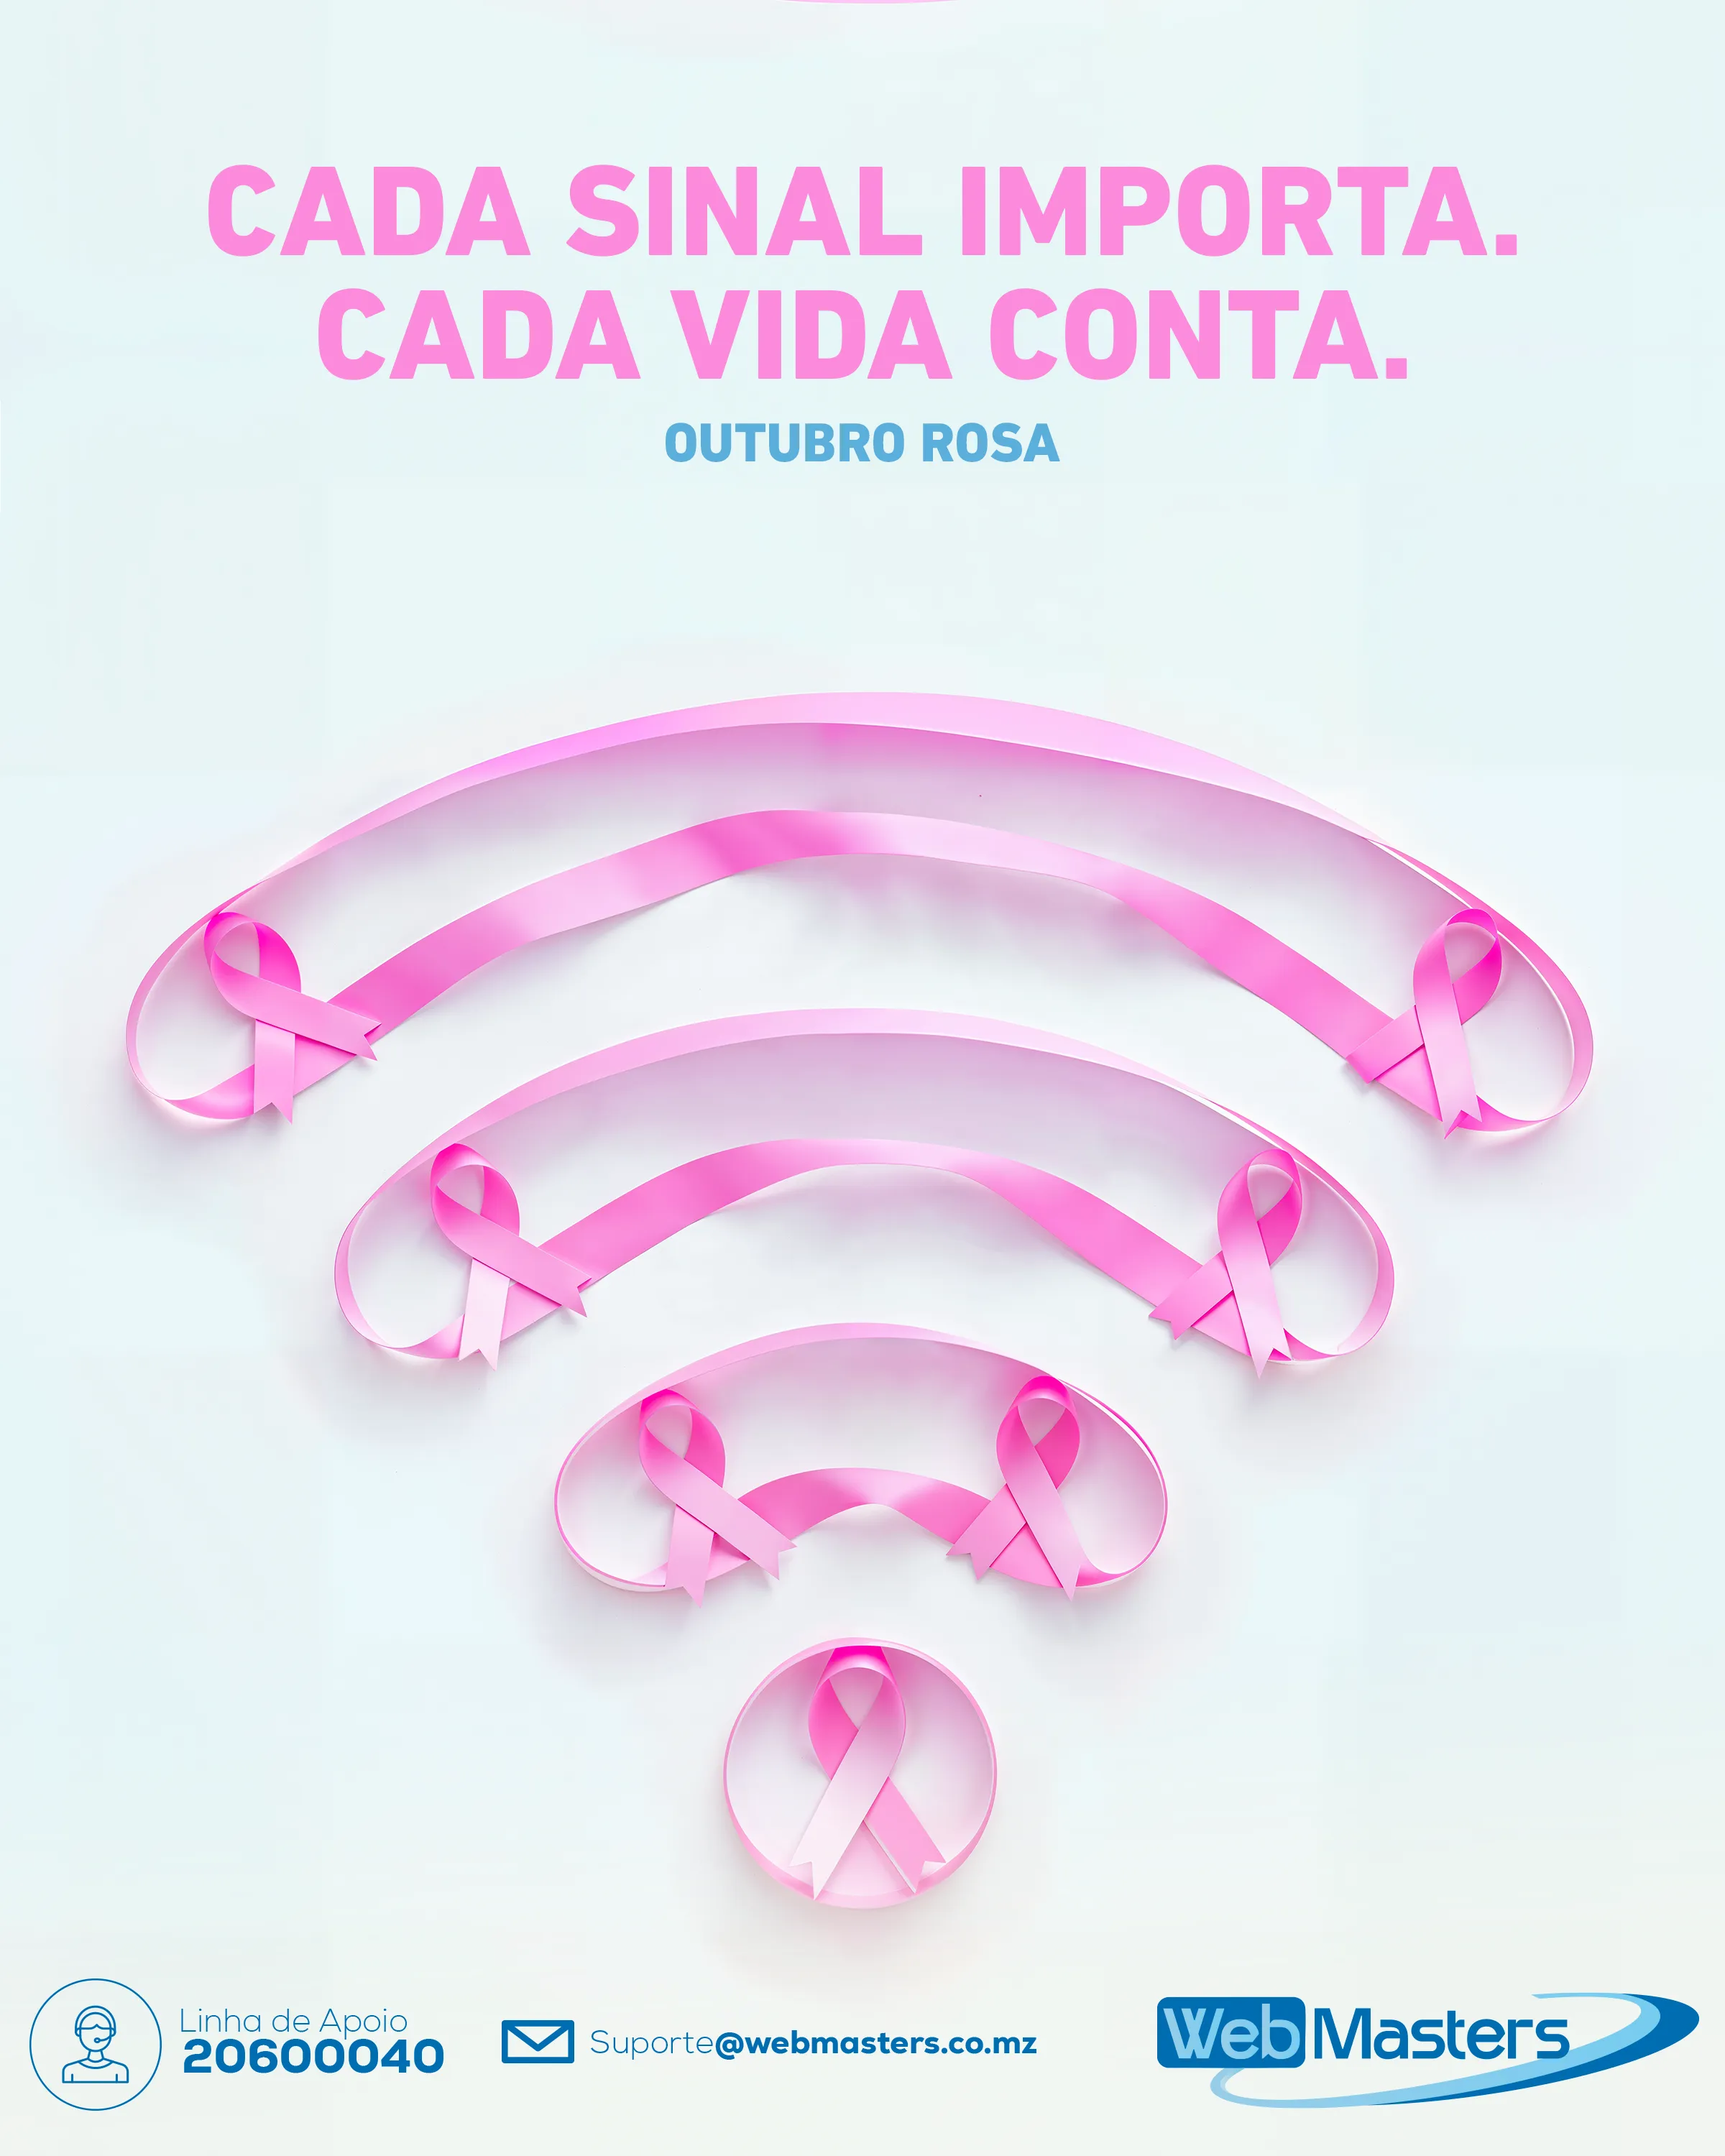 CADA SINAL IMPORTA.
CADA VIDA CONTA.
OUTUBRO ROSA
Linha de Apoio
20600040
Suporte@webmasters.co.mz
WebMasters